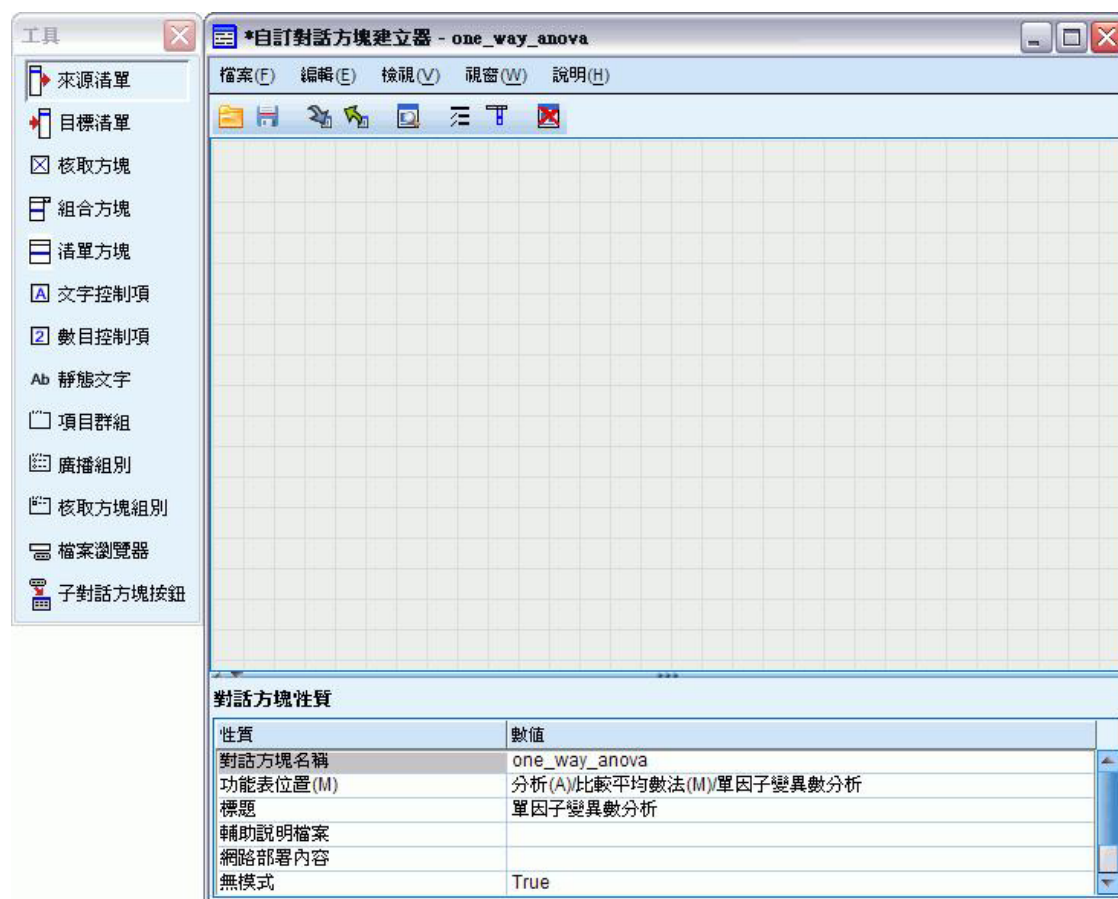 工具
來源清單
目標清單
核取方塊
組合方塊
清單方塊
A 文字控制項
2 數目控制項
Ab 靜態文字
項目群組
廣播組別
核取方塊組別
檔案瀏覽器
子對話方塊按鈕
*自訂對話方塊建立器 - one_way_anova
檔案(F) 編輯(E) 檢視(V) 視窗(W) 說明(H)
對話方塊性質
性質 數值
對話方塊名稱 one_way_anova
功能表位置(M) 分析(A)/比較平均數法(M)/單因子變異數分析
標題 單因子變異數分析
輔助說明檔案
網路部署內容
無模式 True